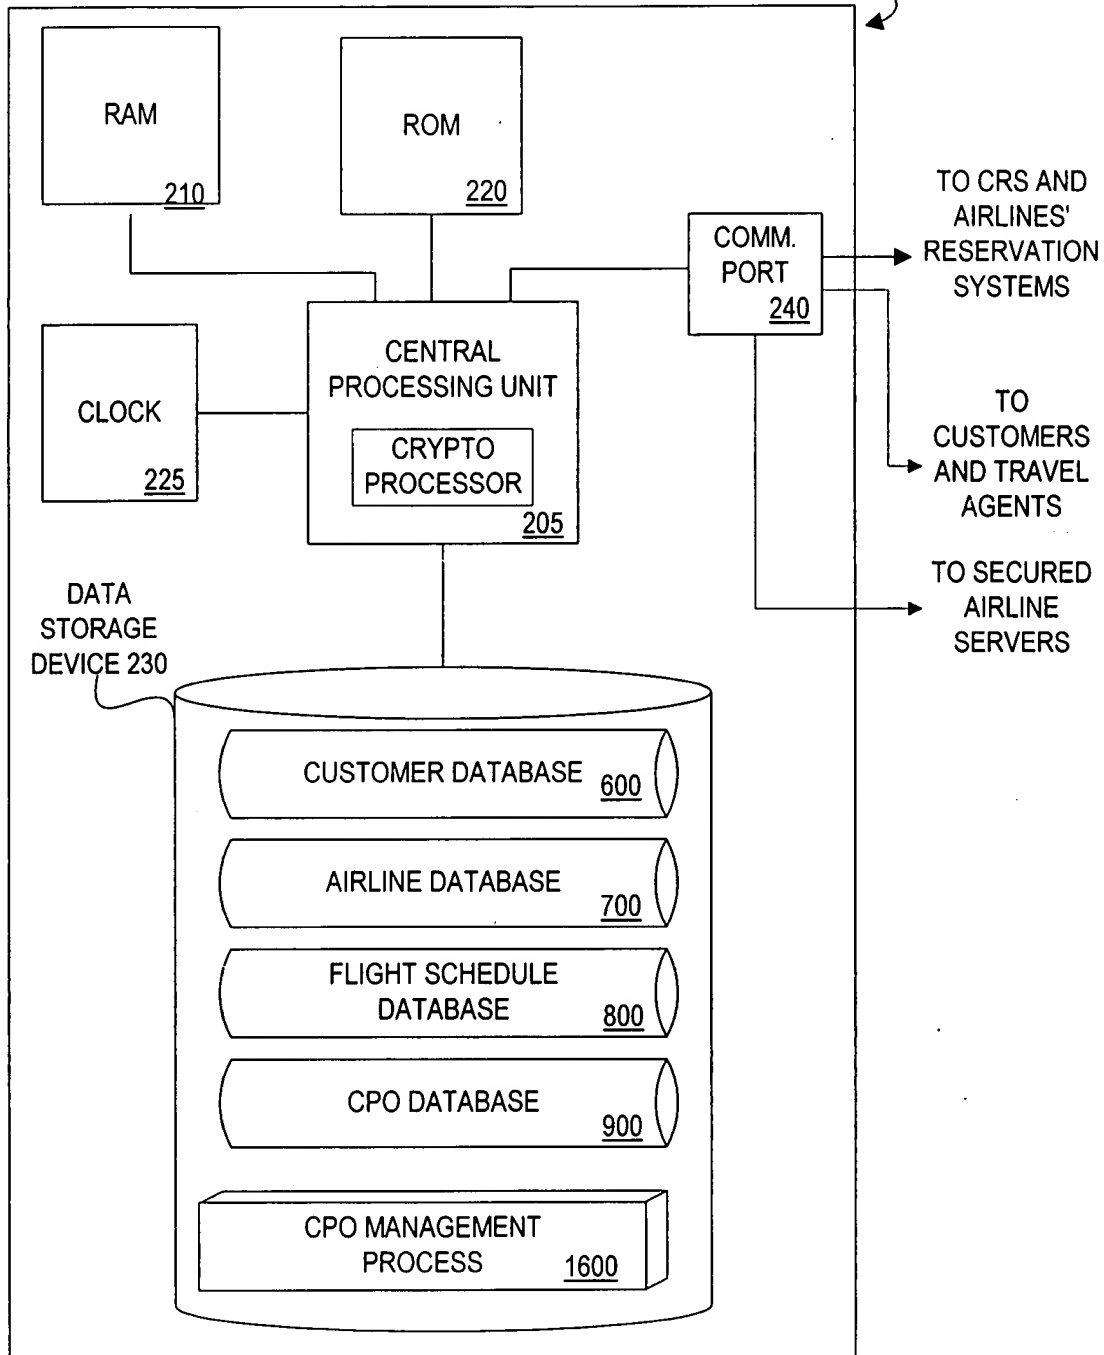 RAM
210
ROM
220
COMM.
PORT
240
TO CRS AND
AIRLINES'
RESERVATION
SYSTEMS
CLOCK
225
CENTRAL
PROCESSING UNIT
CRYPTO
PROCESSOR
205
TO
CUSTOMERS
AND TRAVEL
AGENTS
TO SECURED
AIRLINE
SERVERS
DATA
STORAGE
DEVICE 230
CUSTOMER DATABASE
600
AIRLINE DATABASE
700
FLIGHT SCHEDULE
DATABASE
800
CPO DATABASE
900
CPO MANAGEMENT
PROCESS
1600